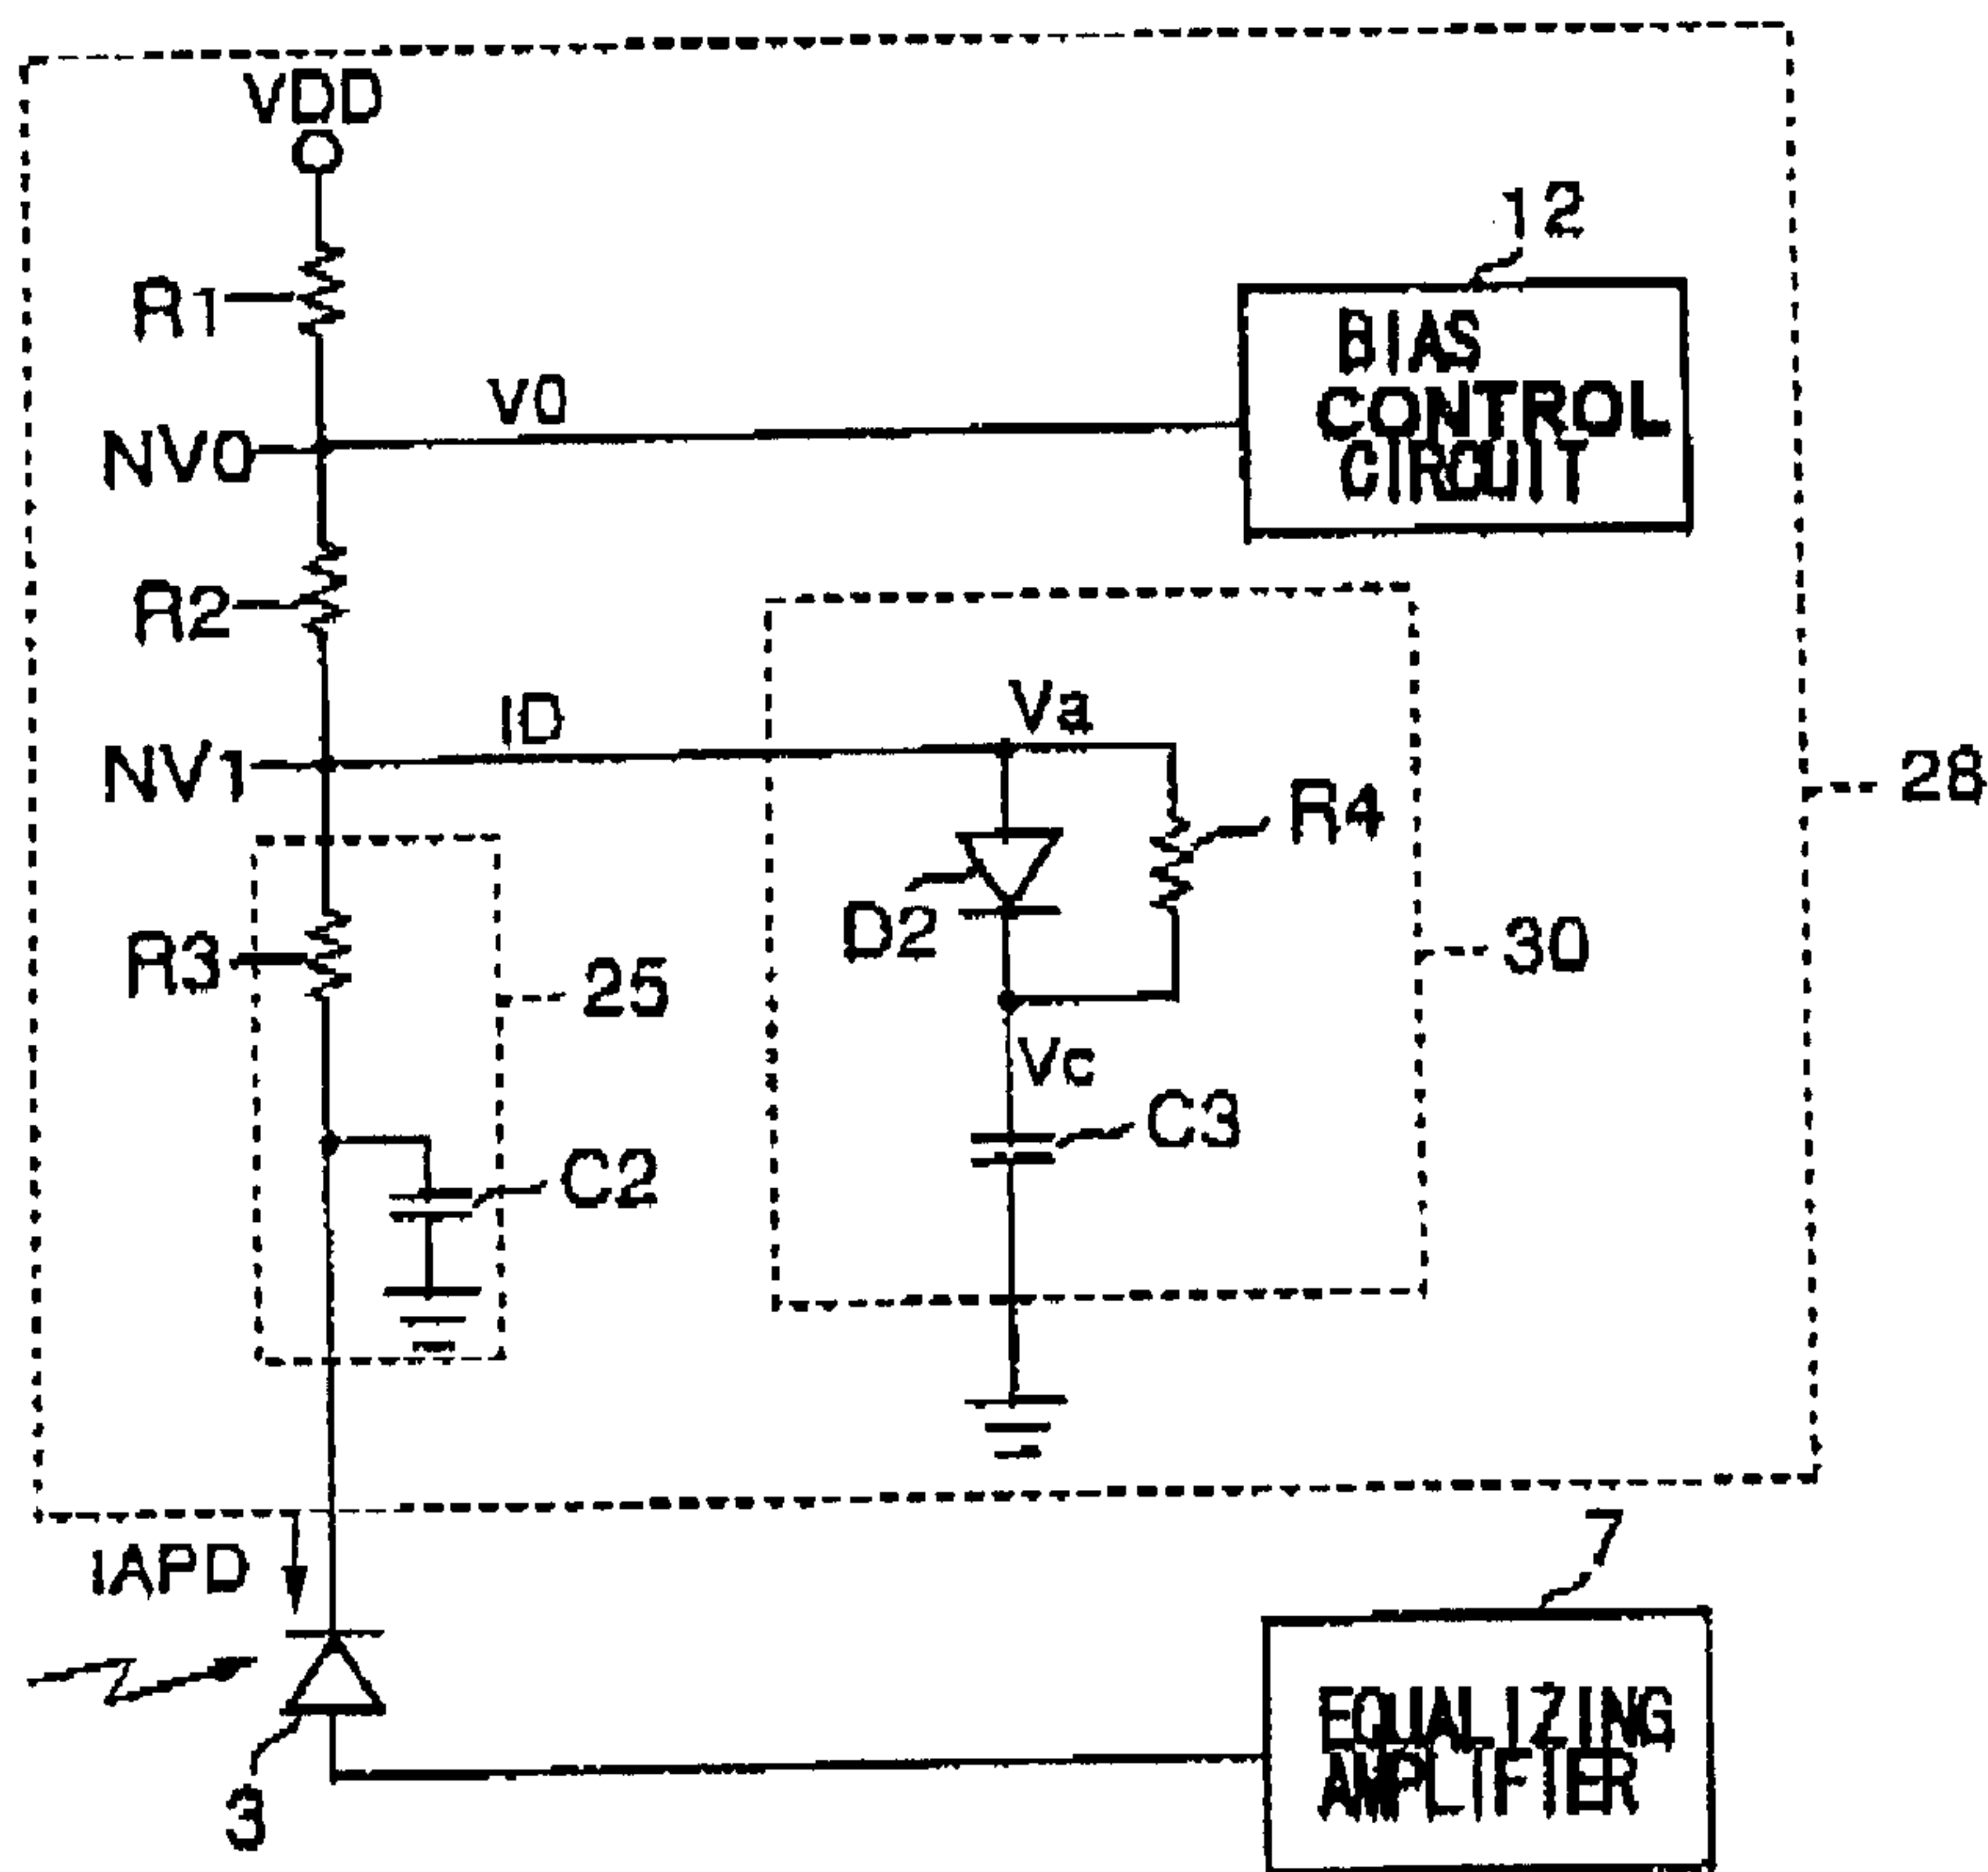 VDD
12
R1
BIAS
CONTROL
CIRCUIT
V0
NV0
R2
Va
ID
NV1
28
R4
D2
30
R3
25
Vc
C3
C2
IAPD
7
EQUALIZING
AMPLIFIER
3